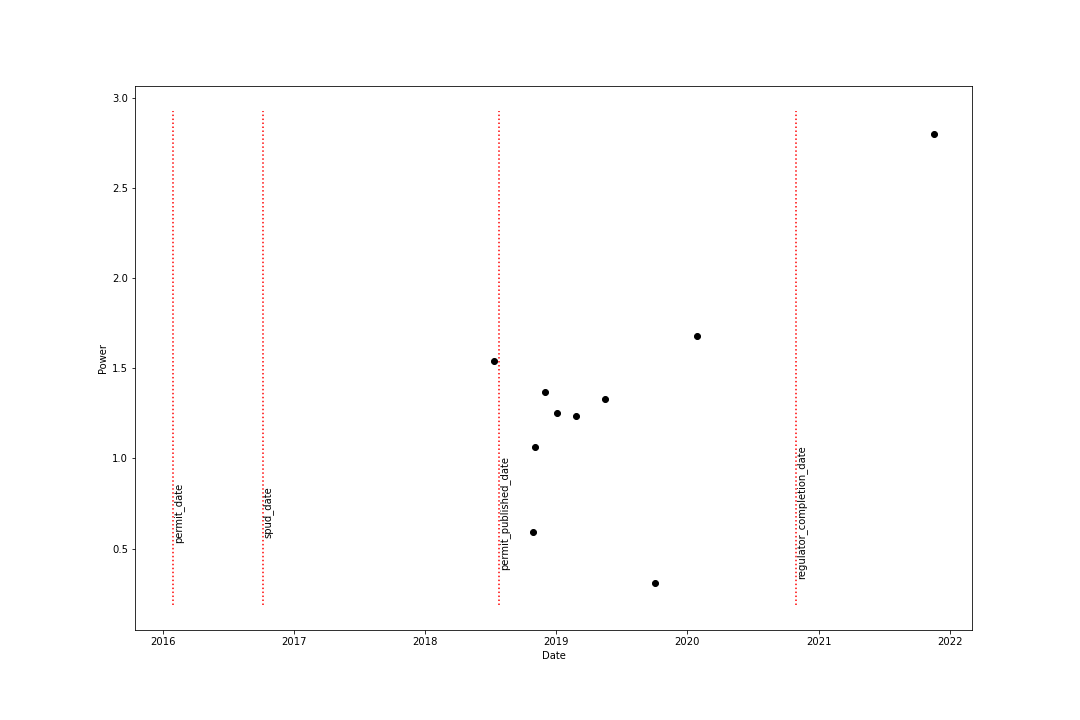 3.0
2.5
2.0
1.5
1.0
0.5
Power
permit_date
spud_date
permit_published_date
regulator_completion_date
2016 2017 2018 2019 2020 2021 2022
Date